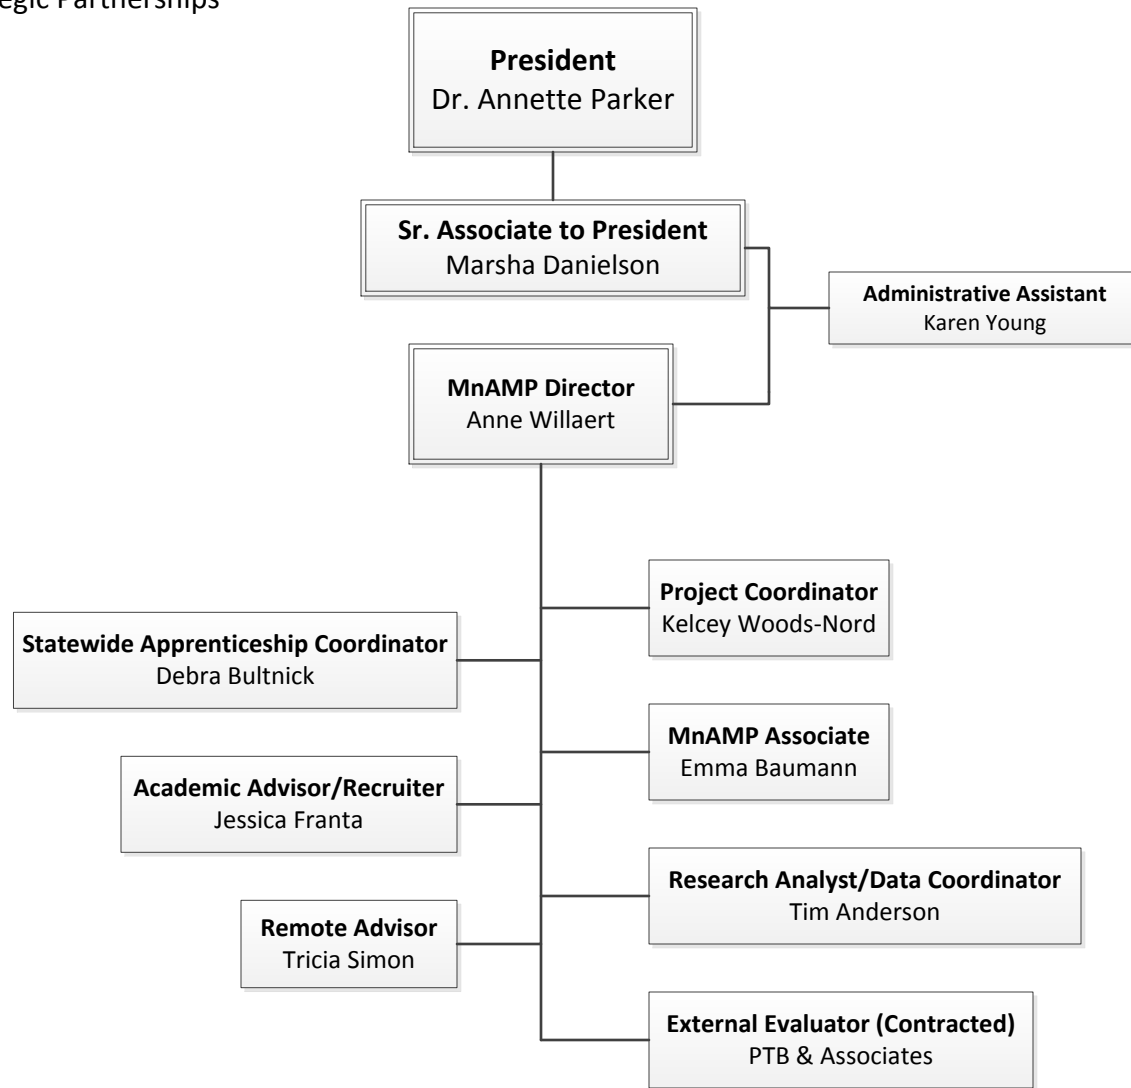 Partnerships
President
Dr. Annette Parker
Sr. Associate to President
Marsha Danielson
Administrative Assistant
Karen Young
MnAMP Director
Anne Willaert
Project Coordinator
Kelcey Woods-Nord
Statewide Apprenticeship Coordinator
Debra Bultnick
MnAMP Associate
Emma Baumann
Academic Advisor/Recruiter
Jessica Franta
Research Analyst/Data Coordinator
Tim Anderson
Remote Advisor
Tricia Simon
External Evaluator (Contracted)
PTB & Associates